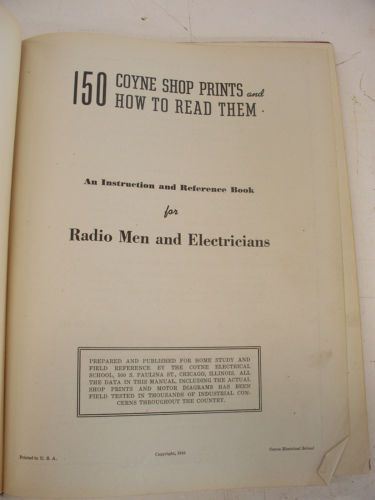 150 COYNE SHOP PRINTS and
HOW TO READ THEM
An Instruction and Reference Book
for
Radio Men and Electricians
PREPARED AND PUBLISHED FOR HOME STUDY AND
FIELD REFERENCE BY THE COYNE ELECTRICAL
SCHOOL, 500 S. PAULINA ST., CHICAGO, ILLINOIS. ALL
THE DATA IN THIS MANUAL, INCLUDING THE ACTUAL
SHOP PRINTS AND MOTOR DIAGRAMS HAS BEEN
FIELD TESTED IN THOUSANDS OF INDUSTRIAL CON-
CERNS THROUGHOUT THE COUNTRY.
Printed in U. S. A.
Copyright,
Coyne Electrical School